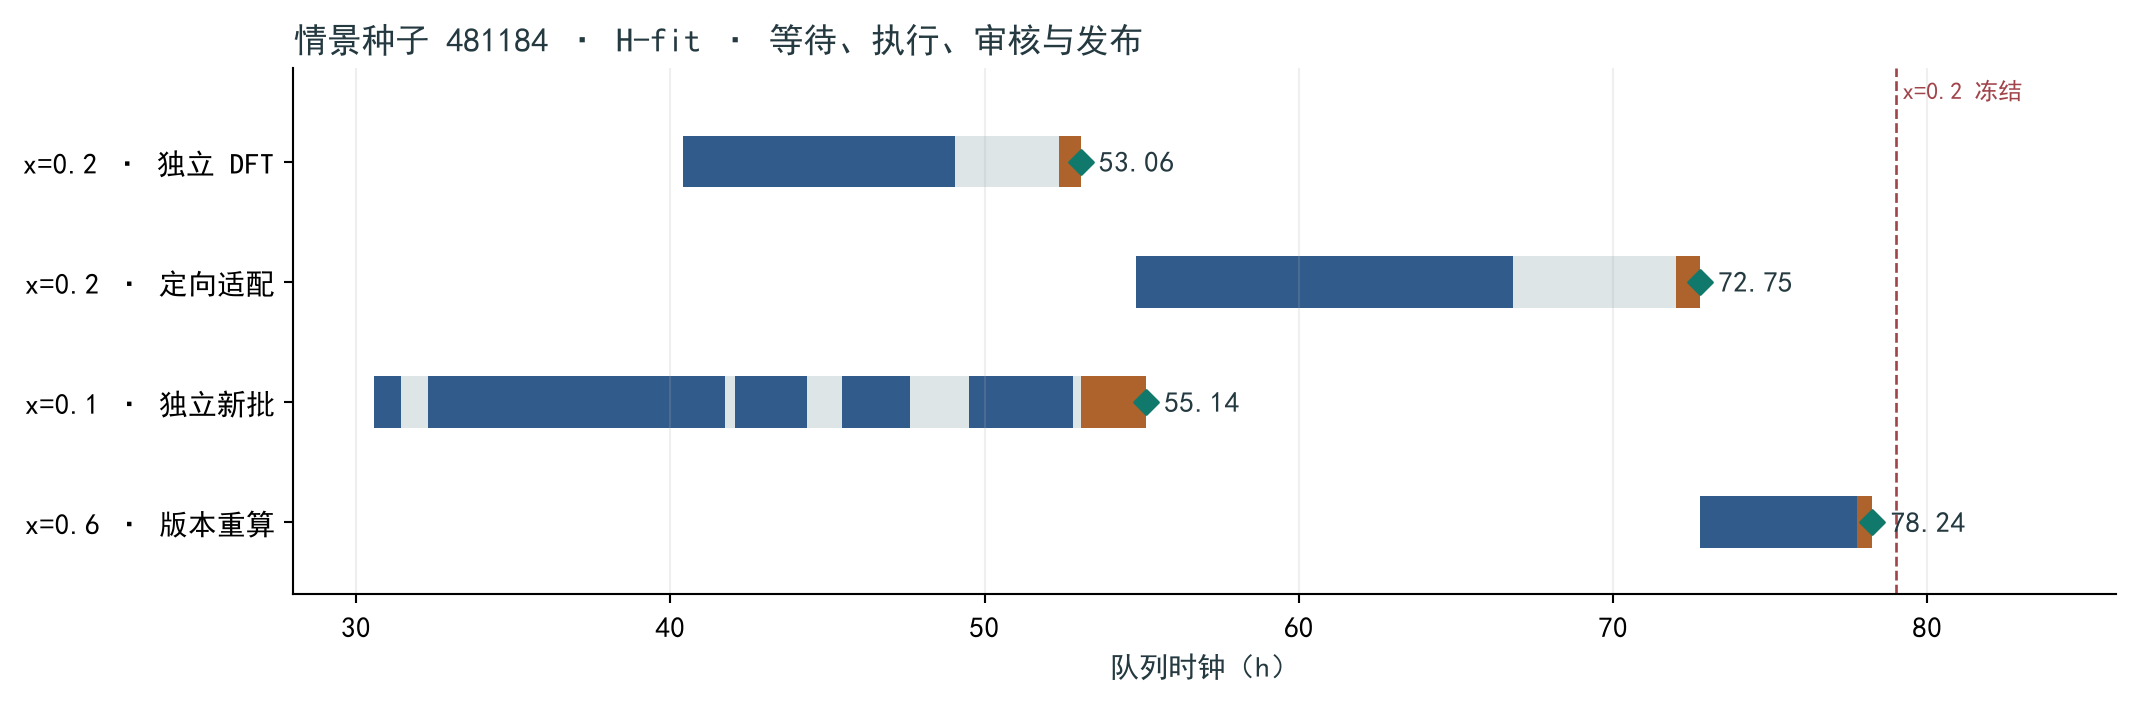 情景种子 481184 · H-fit · 等待、执行、审核与发布
x=0.2 冻结
x=0.2 · 独立 DFT
53.06
x=0.2 · 定向适配
72.75
x=0.1 · 独立新批
55.14
x=0.6 · 版本重算
78.24
30 40 50 60 70 80
队列时钟（h）